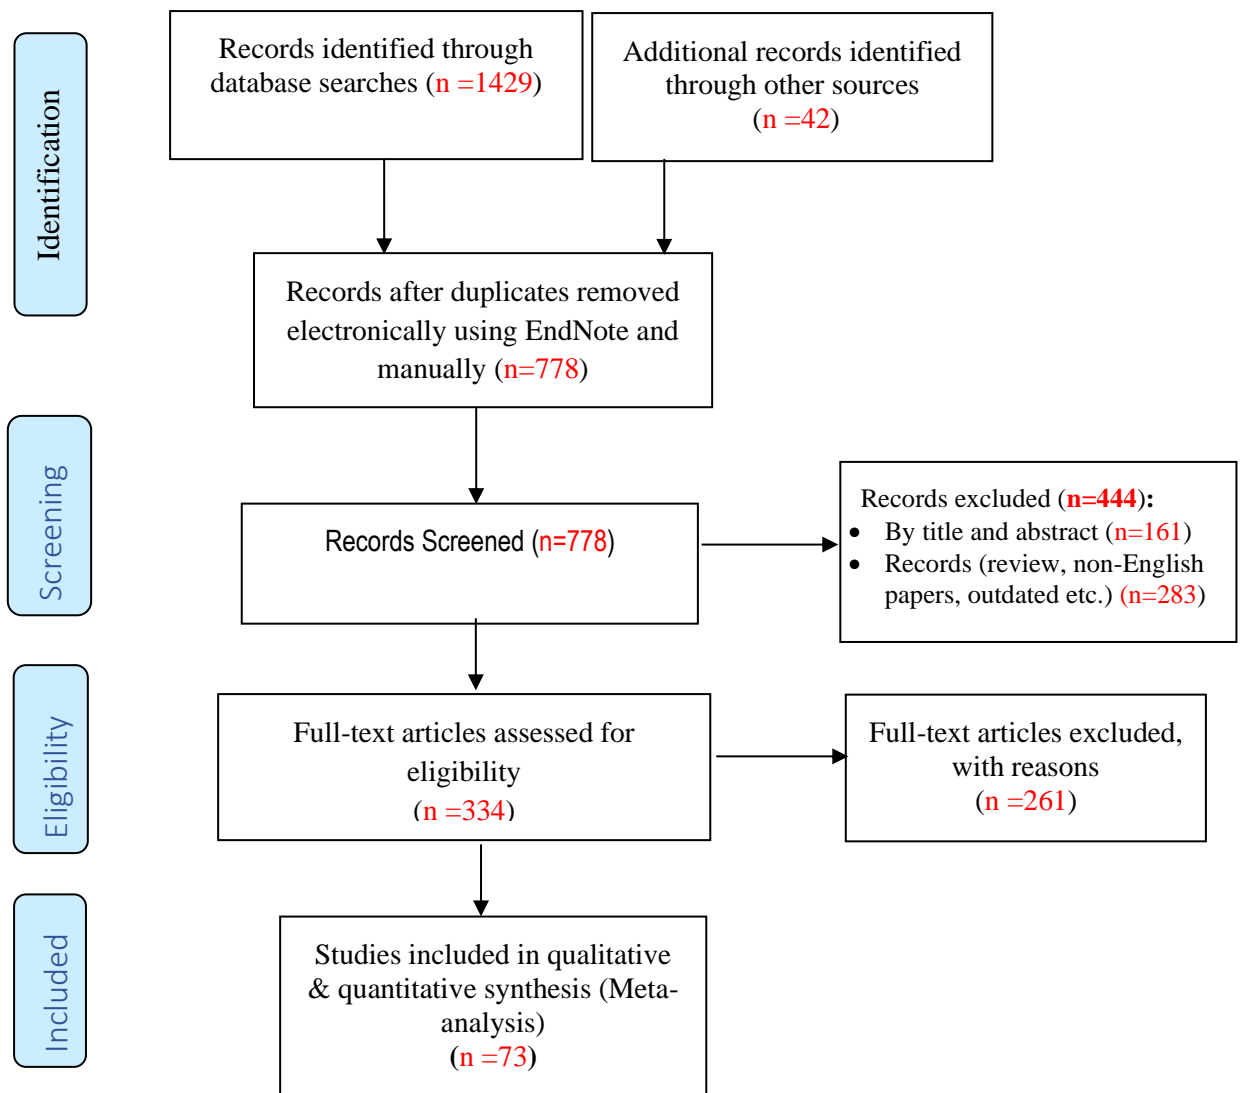 Identification
Records identified through
database searches (n =1429)
Additional records identified
through other sources
(n =42)
Records after duplicates removed
electronically using EndNote and
manually (n=778)
Screening
Records Screened (n=778)
Records excluded (n=444):
• By title and abstract (n=161)
• Records (review, non-English
papers, outdated etc.) (n=283)
Eligibility
Full-text articles assessed for
eligibility
(n =334)
Full-text articles excluded,
with reasons
(n =261)
Included
Studies included in qualitative
& quantitative synthesis (Meta-
analysis)
(n =73)